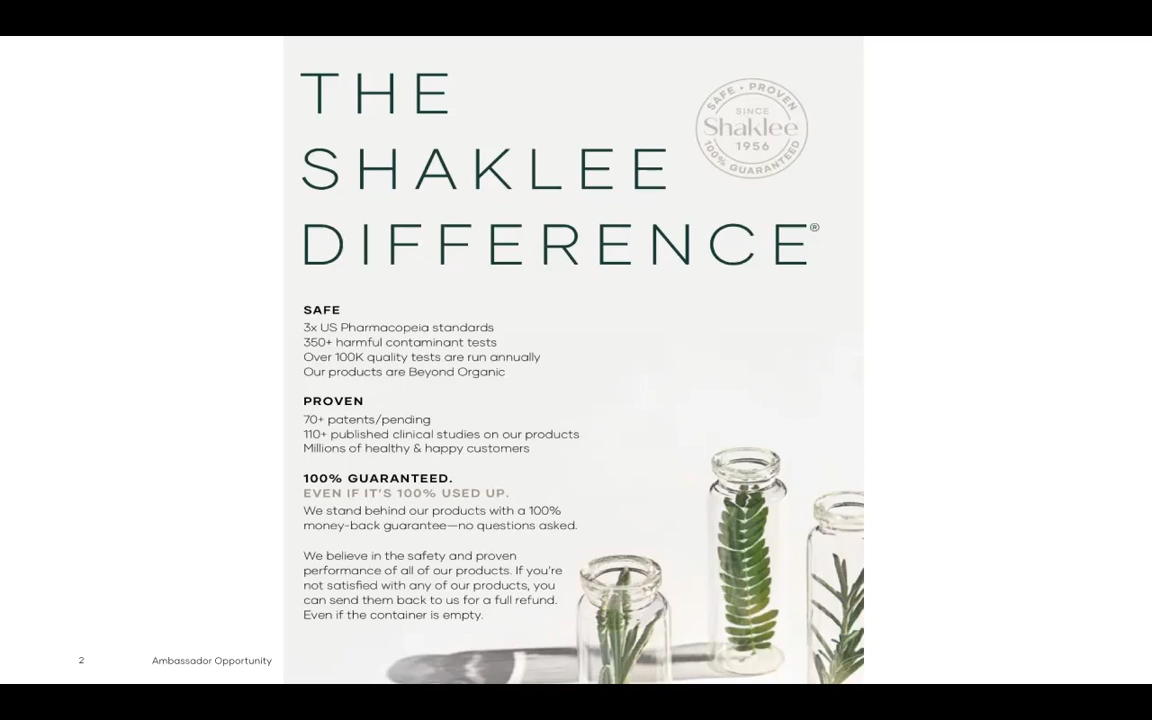 THE
SHAKLEE
DIFFERENCE®
SAFE • PROVEN
SINCE
Shaklee
1956
100% GUARANTEED
SAFE
3x US Pharmacopeia standards
350+ harmful contaminant tests
Over 100K quality tests are run annually
Our products are Beyond Organic
PROVEN
70+ patents/pending
110+ published clinical studies on our products
Millions of healthy & happy customers
100% GUARANTEED.
EVEN IF IT'S 100% USED UP.
We stand behind our products with a 100%
money-back guarantee—no questions asked.
We believe in the safety and proven
performance of all of our products. If you're
not satisfied with any of our products, you
can send them back to us for a full refund.
Even if the container is empty.
2
Ambassador Opportunity